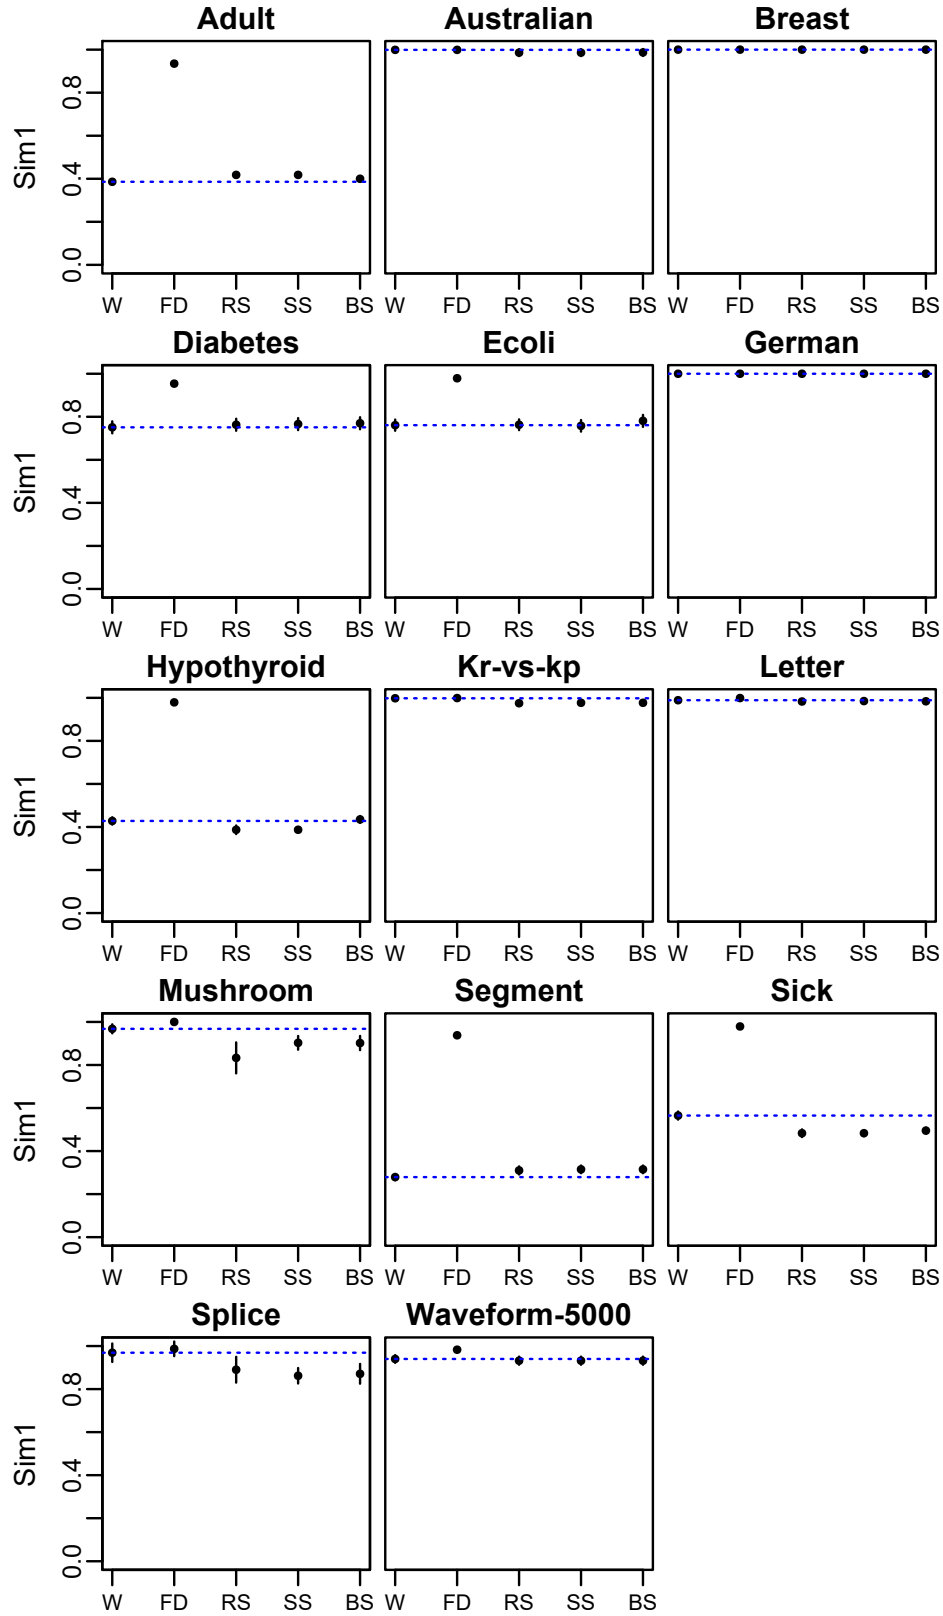 Adult Australian Breast
Sim1
0.8
0.4
0.0
W FD RS SS BS W FD RS SS BS W FD RS SS BS
Diabetes Ecoli German
Sim1
0.8
0.4
0.0
W FD RS SS BS W FD RS SS BS W FD RS SS BS
Hypothyroid Kr-vs-kp Letter
Sim1
0.8
0.4
0.0
W FD RS SS BS W FD RS SS BS W FD RS SS BS
Mushroom Segment Sick
Sim1
0.8
0.4
0.0
W FD RS SS BS W FD RS SS BS W FD RS SS BS
Splice Waveform-5000
Sim1
0.8
0.4
0.0
W FD RS SS BS W FD RS SS BS